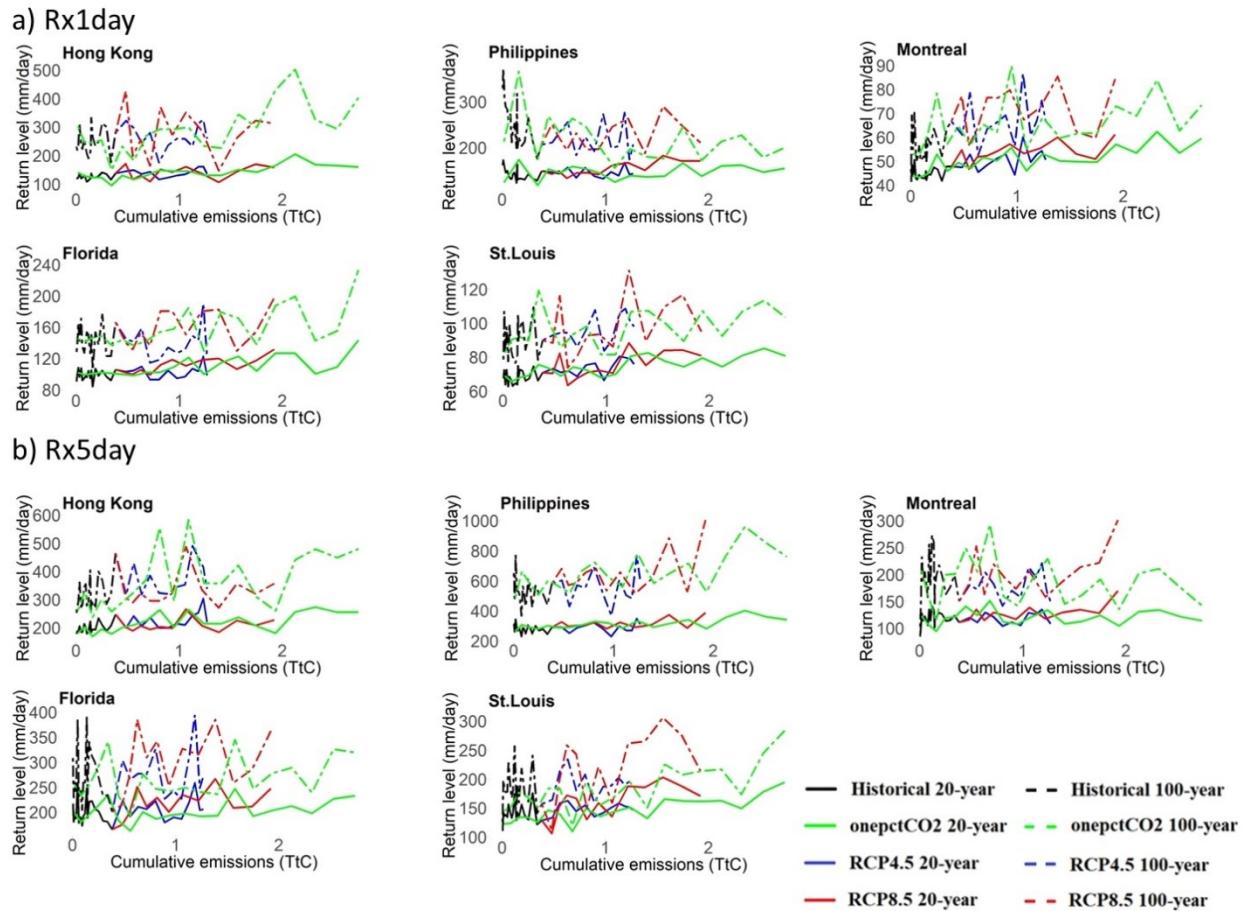 a) Rx1day
Hong Kong
Return level (mm/day)
500
400
300
200
100
0 1 2
Cumulative emissions (TtC)
Philippines
Return level (mm/day)
300
200
0 1 2
Cumulative emissions (TtC)
Montreal
Return level (mm/day)
90
80
70
60
50
40
0 1 2
Cumulative emissions (TtC)
Florida
Return level (mm/day)
240
200
160
120
80
0 1 2
Cumulative emissions (TtC)
St.Louis
Return level (mm/day)
120
100
80
60
0 1 2
Cumulative emissions (TtC)
b) Rx5day
Hong Kong
Return level (mm/day)
600
500
400
300
200
0 1 2
Cumulative emissions (TtC)
Philippines
Return level (mm/day)
1000
800
600
400
200
0 1 2
Cumulative emissions (TtC)
Montreal
Return level (mm/day)
300
250
200
150
100
0 1 2
Cumulative emissions (TtC)
Florida
Return level (mm/day)
400
350
300
250
200
0 1 2
Cumulative emissions (TtC)
St.Louis
Return level (mm/day)
300
250
200
150
100
0 1 2
Cumulative emissions (TtC)
Historical 20-year Historical 100-year
onepctCO2 20-year onepctCO2 100-year
RCP4.5 20-year RCP4.5 100-year
RCP8.5 20-year RCP8.5 100-year